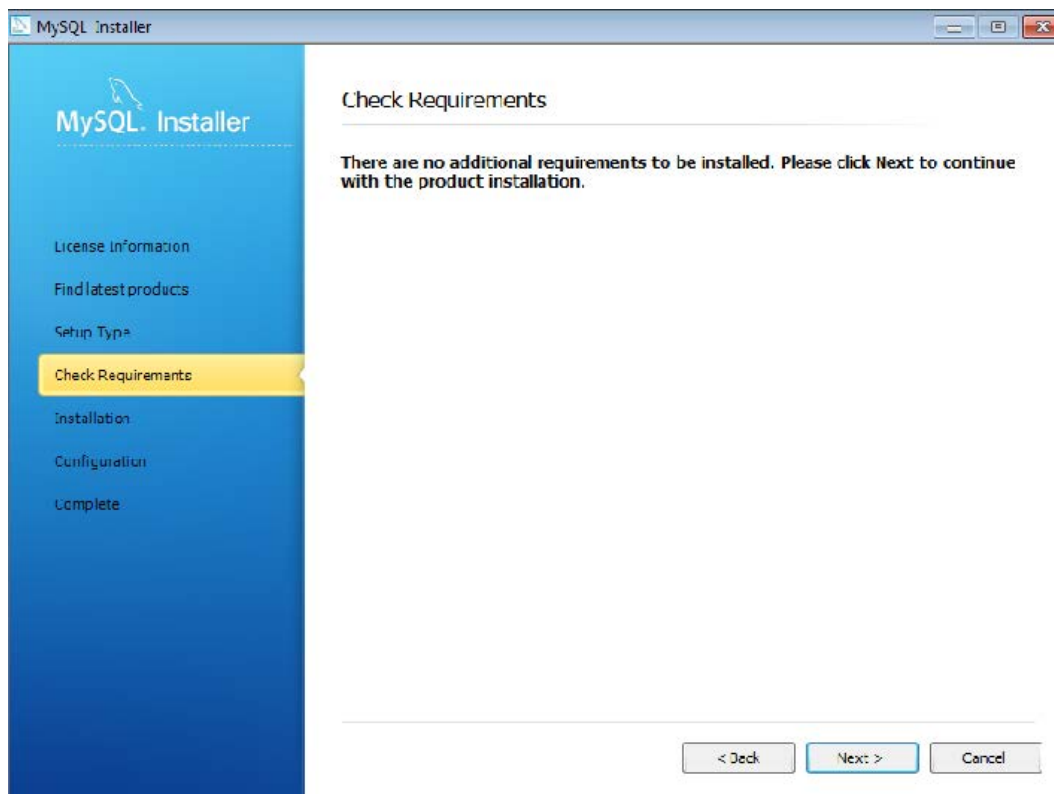 MySQL Installer
MySQL. Installer
Check Requirements
There are no additional requirements to be installed. Please click Next to continue
with the product installation.
License Information
Find latest products
Setup Type
Check Requirements
Installation
Configuration
Complete
< Back
Next >
Cancel